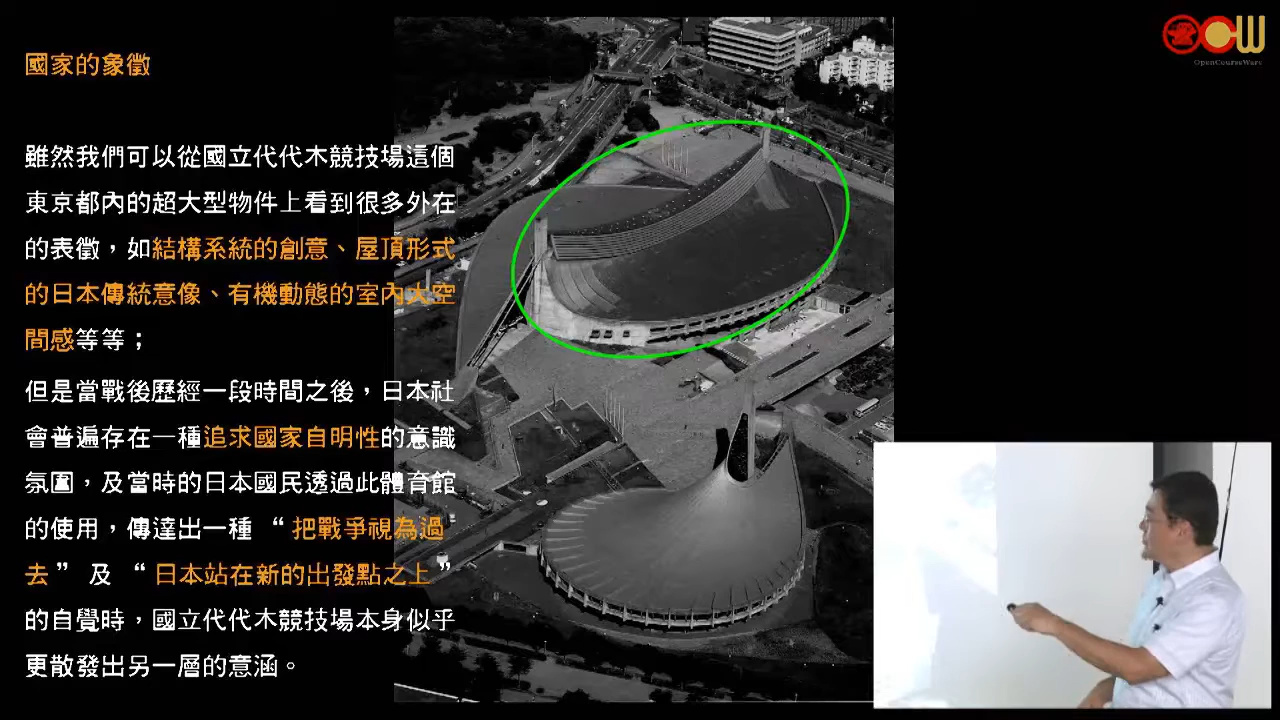 國家的象徵
雖然我們可以從國立代代木競技場這個
東京都內的超大型物件上看到很多外在
的表徵，如結構系統的創意、屋頂形式
的日本傳統意像、有機動態的室內大空
間感等等；
但是當戰後歷經一段時間之後，日本社
會普遍存在一種追求國家自明性的意識
氛圍，及當時的日本國民透過此體育館
的使用，傳達出一種 “把戰爭視為過
去” 及 “日本站在新的出發點之上”
的自覺時，國立代代木競技場本身似乎
更散發出另一層的意涵。
OCW
OpenCourseWare